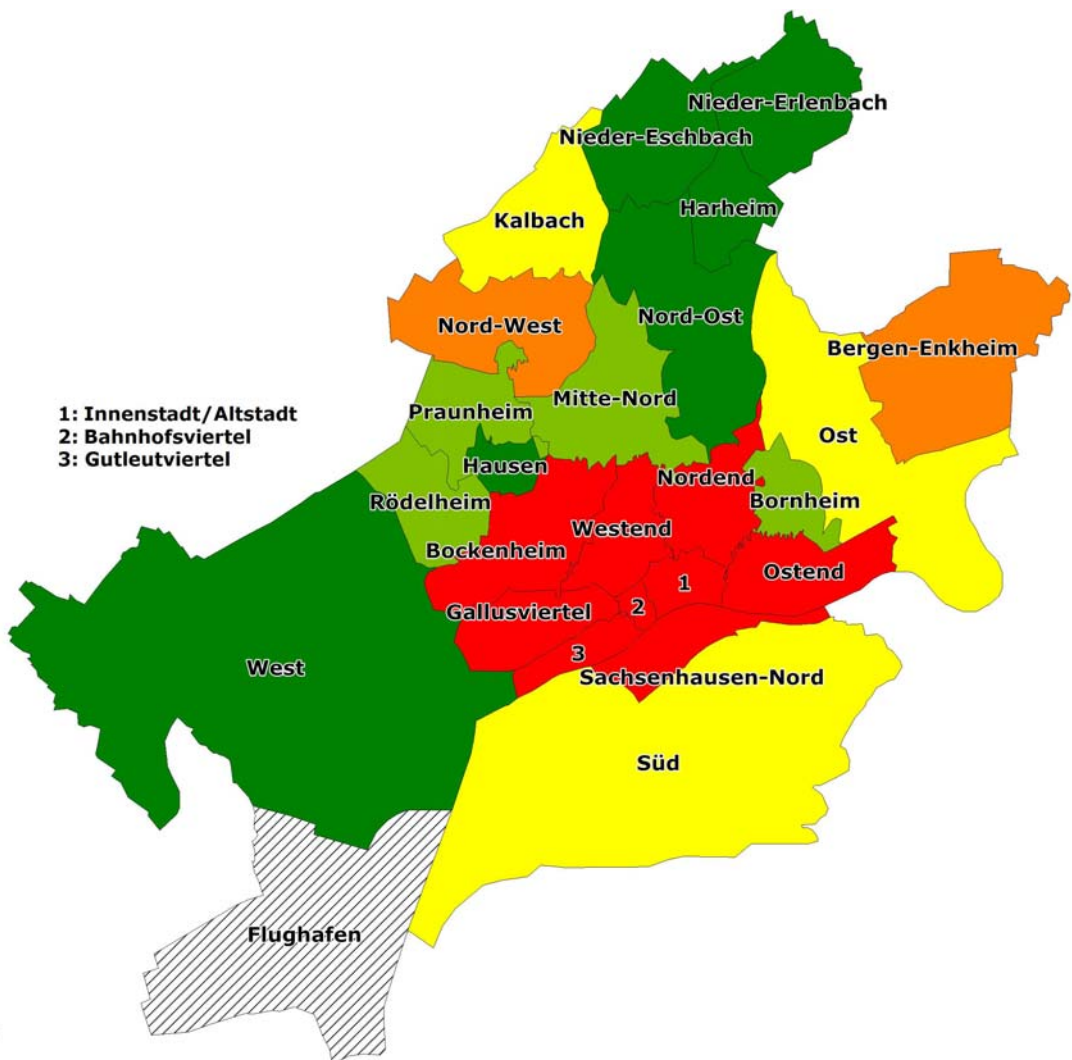 Nieder-Erlenbach
Nieder-Eschbach
Harheim
Kalbach
Nord-Ost
Nord-West
Bergen-Enkheim
Mitte-Nord
Praunheim
1: Innenstadt/Altstadt
2: Bahnhofsviertel
3: Gutleutviertel
Ost
Hausen
Nordend
Rödelheim
Bornheim
Westend
Bockenheim
Ostend
1
2
Gallusviertel
3
West
Sachsenhausen-Nord
Süd
Flughafen